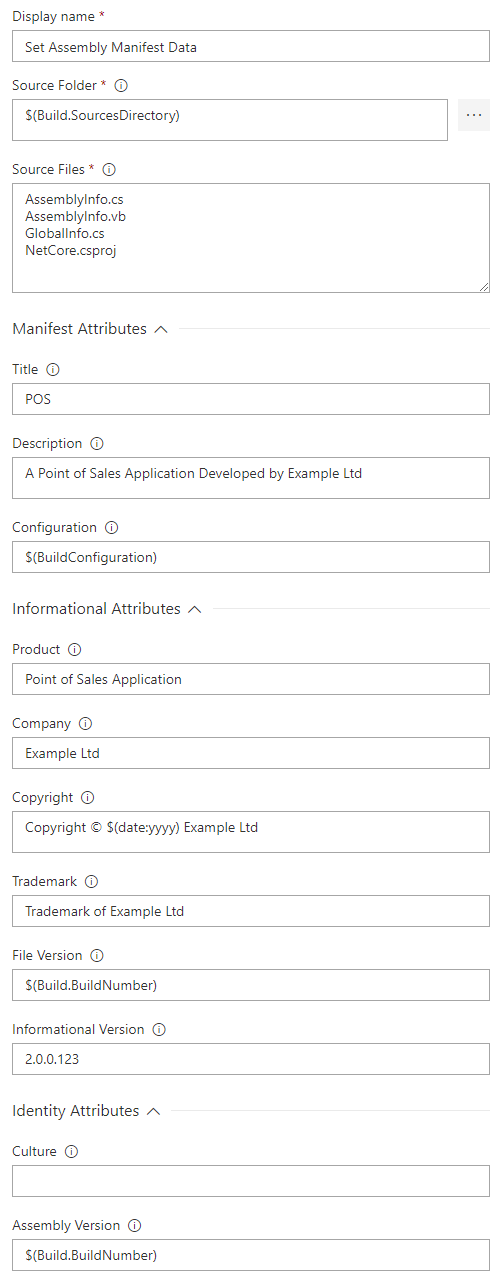 Display name *
Set Assembly Manifest Data
Source Folder *
$(Build.SourcesDirectory)
...
Source Files *
AssemblyInfo.cs
AssemblyInfo.vb
GlobalInfo.cs
NetCore.csproj
Manifest Attributes
Title
POS
Description
A Point of Sales Application Developed by Example Ltd
Configuration
$(BuildConfiguration)
Informational Attributes
Product
Point of Sales Application
Company
Example Ltd
Copyright
Copyright © $(date:yyyy) Example Ltd
Trademark
Trademark of Example Ltd
File Version
$(Build.BuildNumber)
Informational Version
2.0.0.123
Identity Attributes
Culture
Assembly Version
$(Build.BuildNumber)